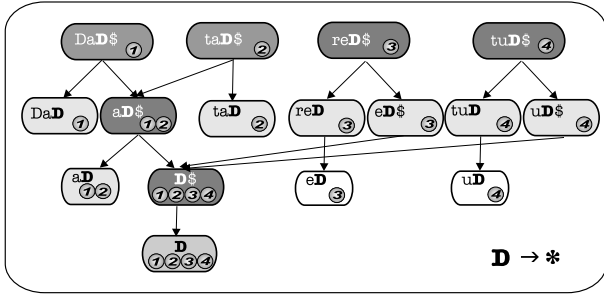 DaD$ 1 taD$ 2 reD$ 3 tuD$ 4
DaD 1 aD$ 1 2 taD 2 reD 3 eD$ 3 tuD 4 uD$ 4
aD 1 2 D$ 1 2 3 4 eD 3 uD 4
D 1 2 3 4
D → *